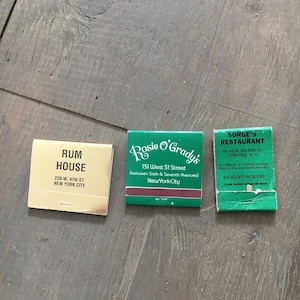 RUM
HOUSE
228 W. 47th ST.
NEW YORK CITY
Rosie O'Grady's
151 West 51 Street
(between Sixth & Seventh Avenues)
New York City
SORGE'S
RESTAURANT